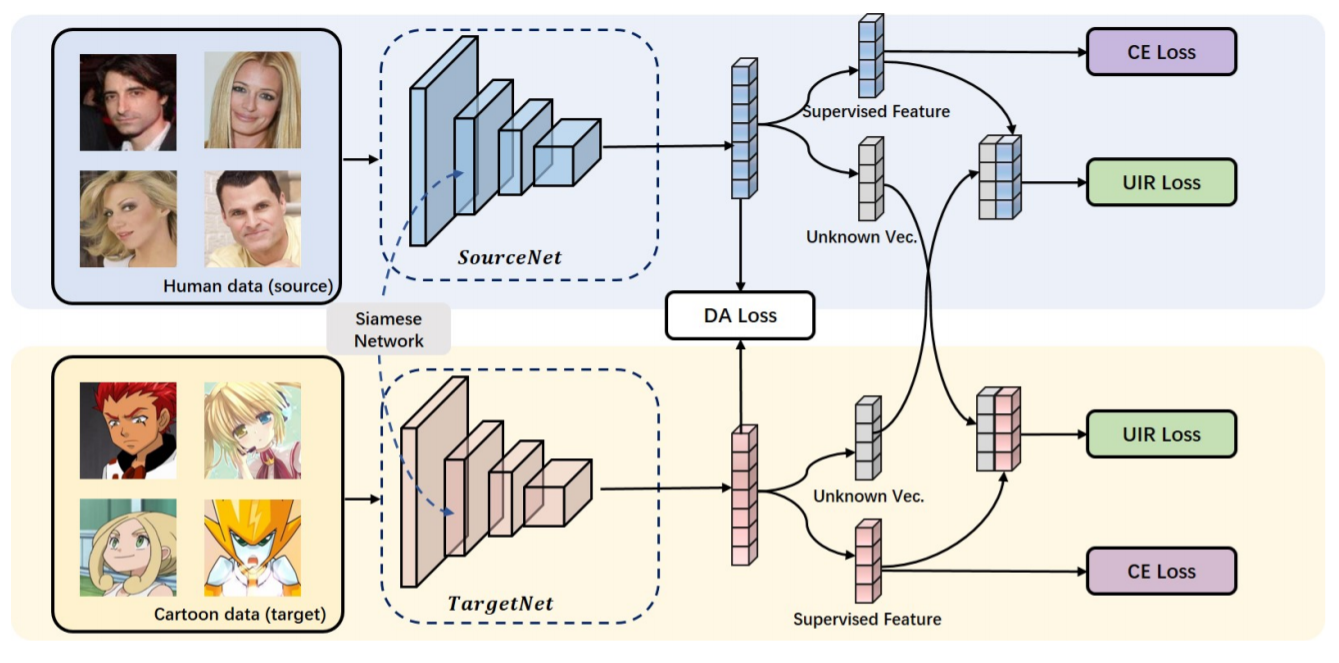 CE Loss
Supervised Feature
UIR Loss
Unknown Vec.
SourceNet
Human data (source)
DA Loss
Siamese
Network
UIR Loss
Unknown Vec.
CE Loss
TargetNet
Cartoon data (target)
Supervised Feature